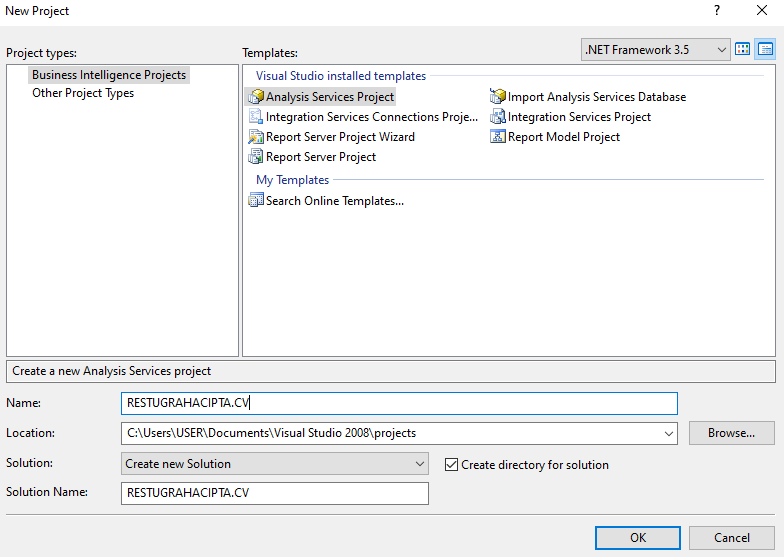 New Project
?
Project types:
Templates:
.NET Framework 3.5
Business Intelligence Projects
Other Project Types
Visual Studio installed templates
Analysis Services Project
Import Analysis Services Database
Integration Services Connections Proje...
Integration Services Project
Report Server Project Wizard
Report Model Project
Report Server Project
My Templates
Search Online Templates...
Create a new Analysis Services project
Name:
RESTUGRAHACIPTA.CV
Location:
C:\Users\USER\Documents\Visual Studio 2008\projects
Browse...
Solution:
Create new Solution
Create directory for solution
Solution Name:
RESTUGRAHACIPTA.CV
OK
Cancel